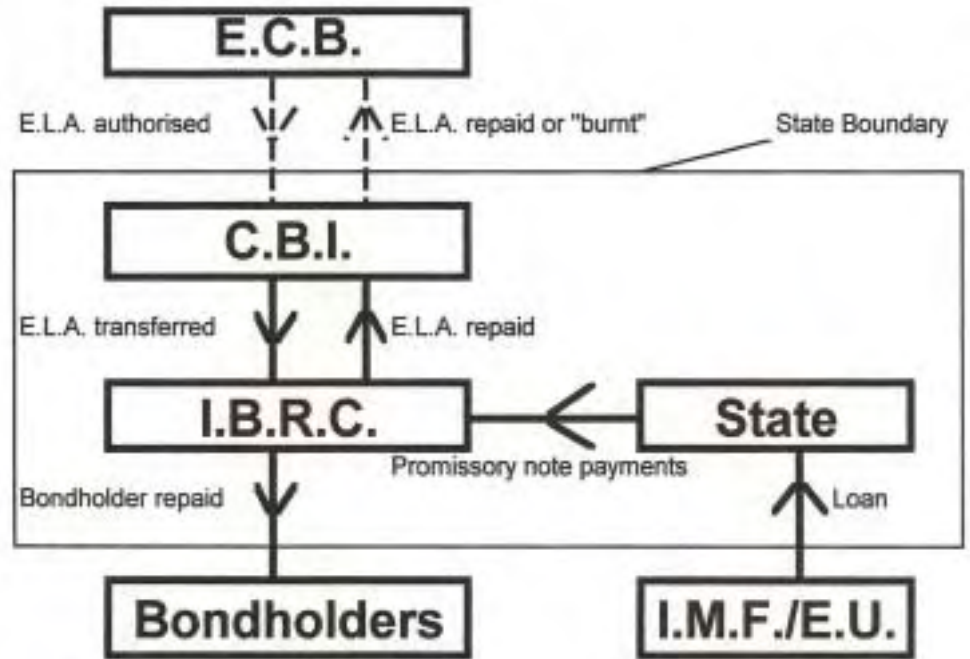 E.C.B.
E.L.A. authorised
E.L.A. repaid or "burnt"
State Boundary
C.B.I.
E.L.A. transferred
E.L.A. repaid
I.B.R.C.
State
Promissory note payments
Bondholder repaid
Loan
Bondholders
I.M.F./E.U.